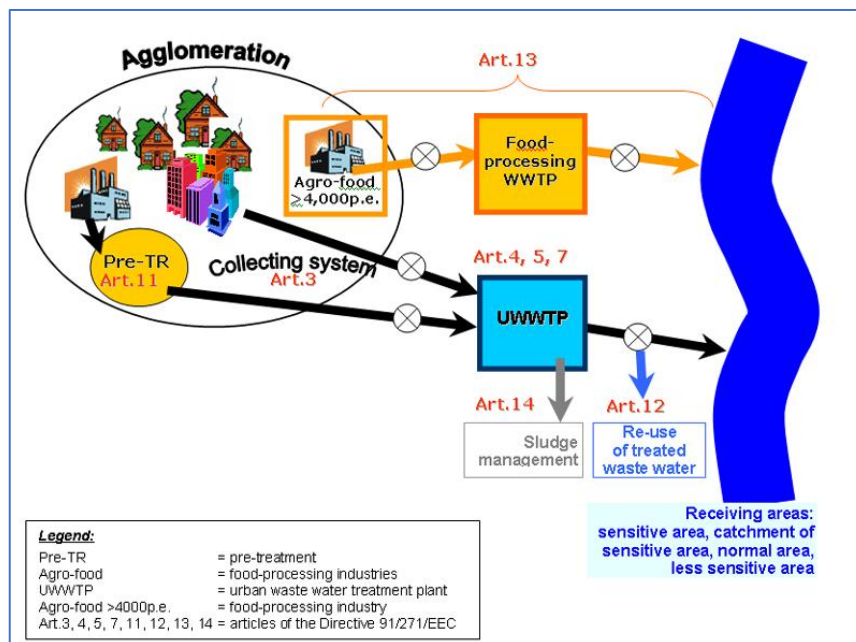 Agglomeration
Art.13
Agro-food
≥4,000p.e.
Food-
processing
WWTP
Pre-TR
Art.11
Collecting system
Art.3
Art.4, 5, 7
UWWTP
Art.14
Sludge
management
Art.12
Re-use
of treated
waste water
Receiving areas:
sensitive area, catchment of
sensitive area, normal area,
less sensitive area
Legend:
Pre-TR = pre-treatment
Agro-food = food-processing industries
UWWTP = urban waste water treatment plant
Agro-food >4000p.e. = food-processing industry
Art.3, 4, 5, 7, 11, 12, 13, 14 = articles of the Directive 91/271/EEC